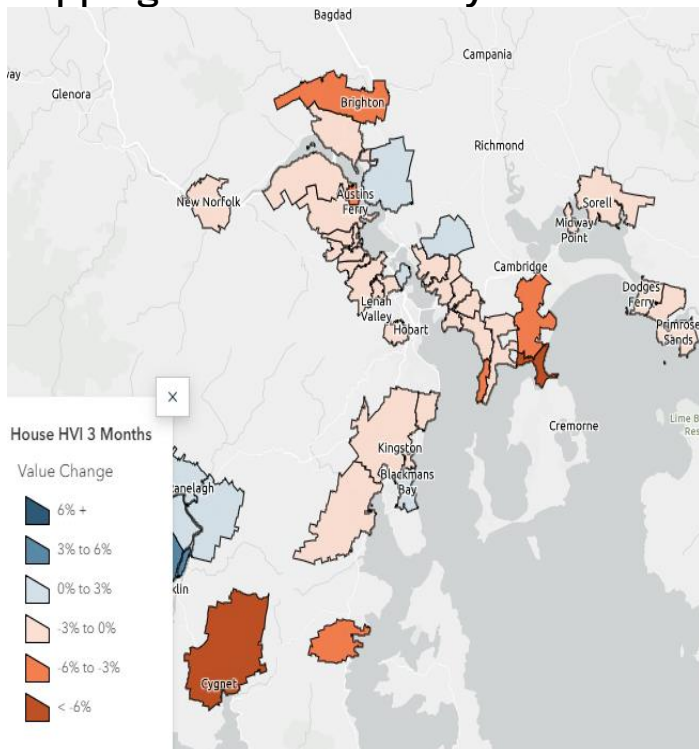 Bagdad
Campania
Glenora
Brighton
Richmond
New Norfolk
Austins
Ferry
Sorell
Midway
Point
Cambridge
Dodges
Ferry
Lenah
Valley
Hobart
Primrose
Sands
×
House HVI 3 Months
Cremorne
Value Change
Kingston
Blackmans
Bay
anelagh
6% +
3% to 6%
0% to 3%
klin
-3% to 0%
-6% to -3%
< -6%
Cygnet